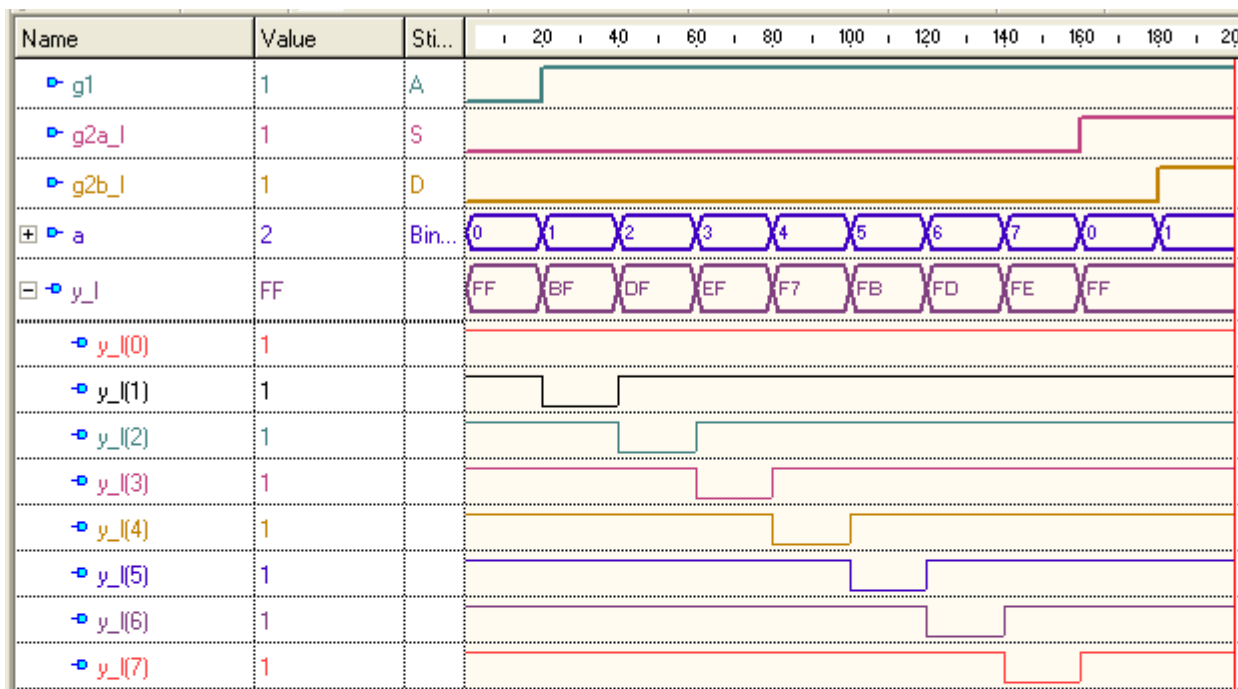 Name Value Sti... 20 40 60 80 100 120 140 160 180 20
g1 1 A
g2a_l 1 S
g2b_l 1 D
a 2 Bin... 0 1 2 3 4 5 6 7 0 1
y_l FF FF BF DF EF F7 FB FD FE FF
y_l(0) 1
y_l(1) 1
y_l(2) 1
y_l(3) 1
y_l(4) 1
y_l(5) 1
y_l(6) 1
y_l(7) 1